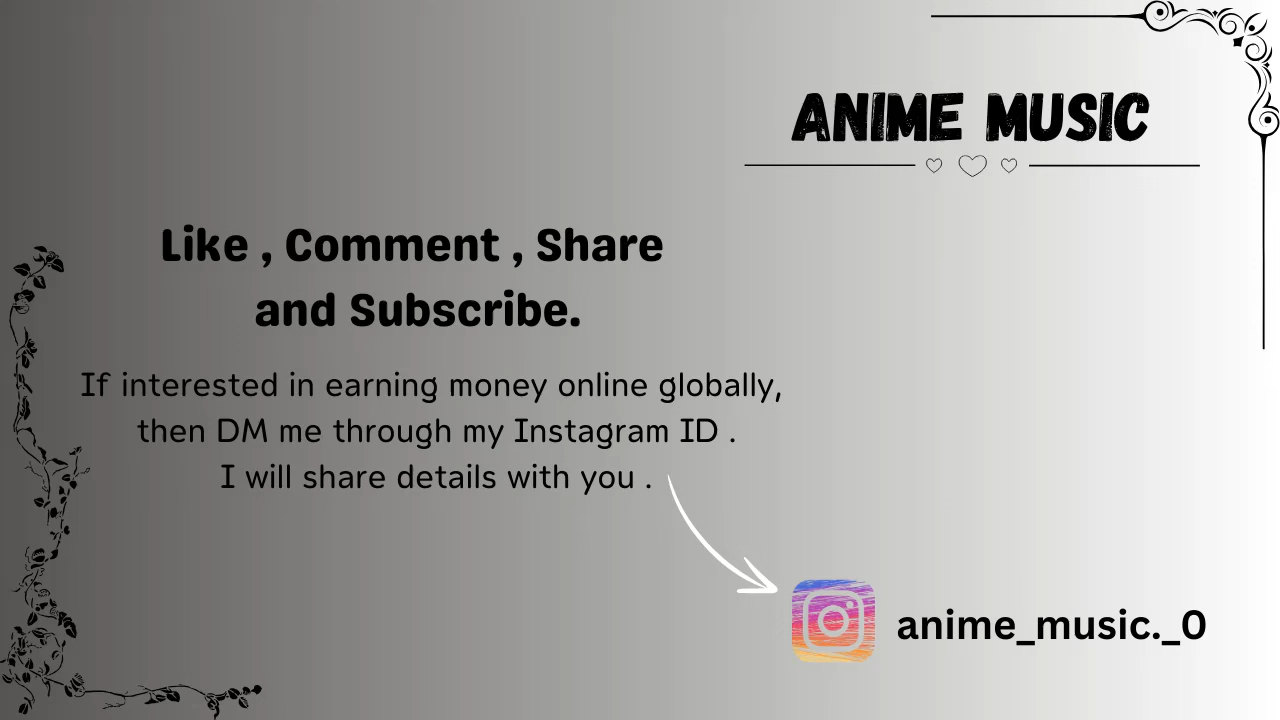 ANIME MUSIC
Like , Comment , Share
and Subscribe.
If interested in earning money online globally,
then DM me through my Instagram ID .
I will share details with you .
anime_music._0